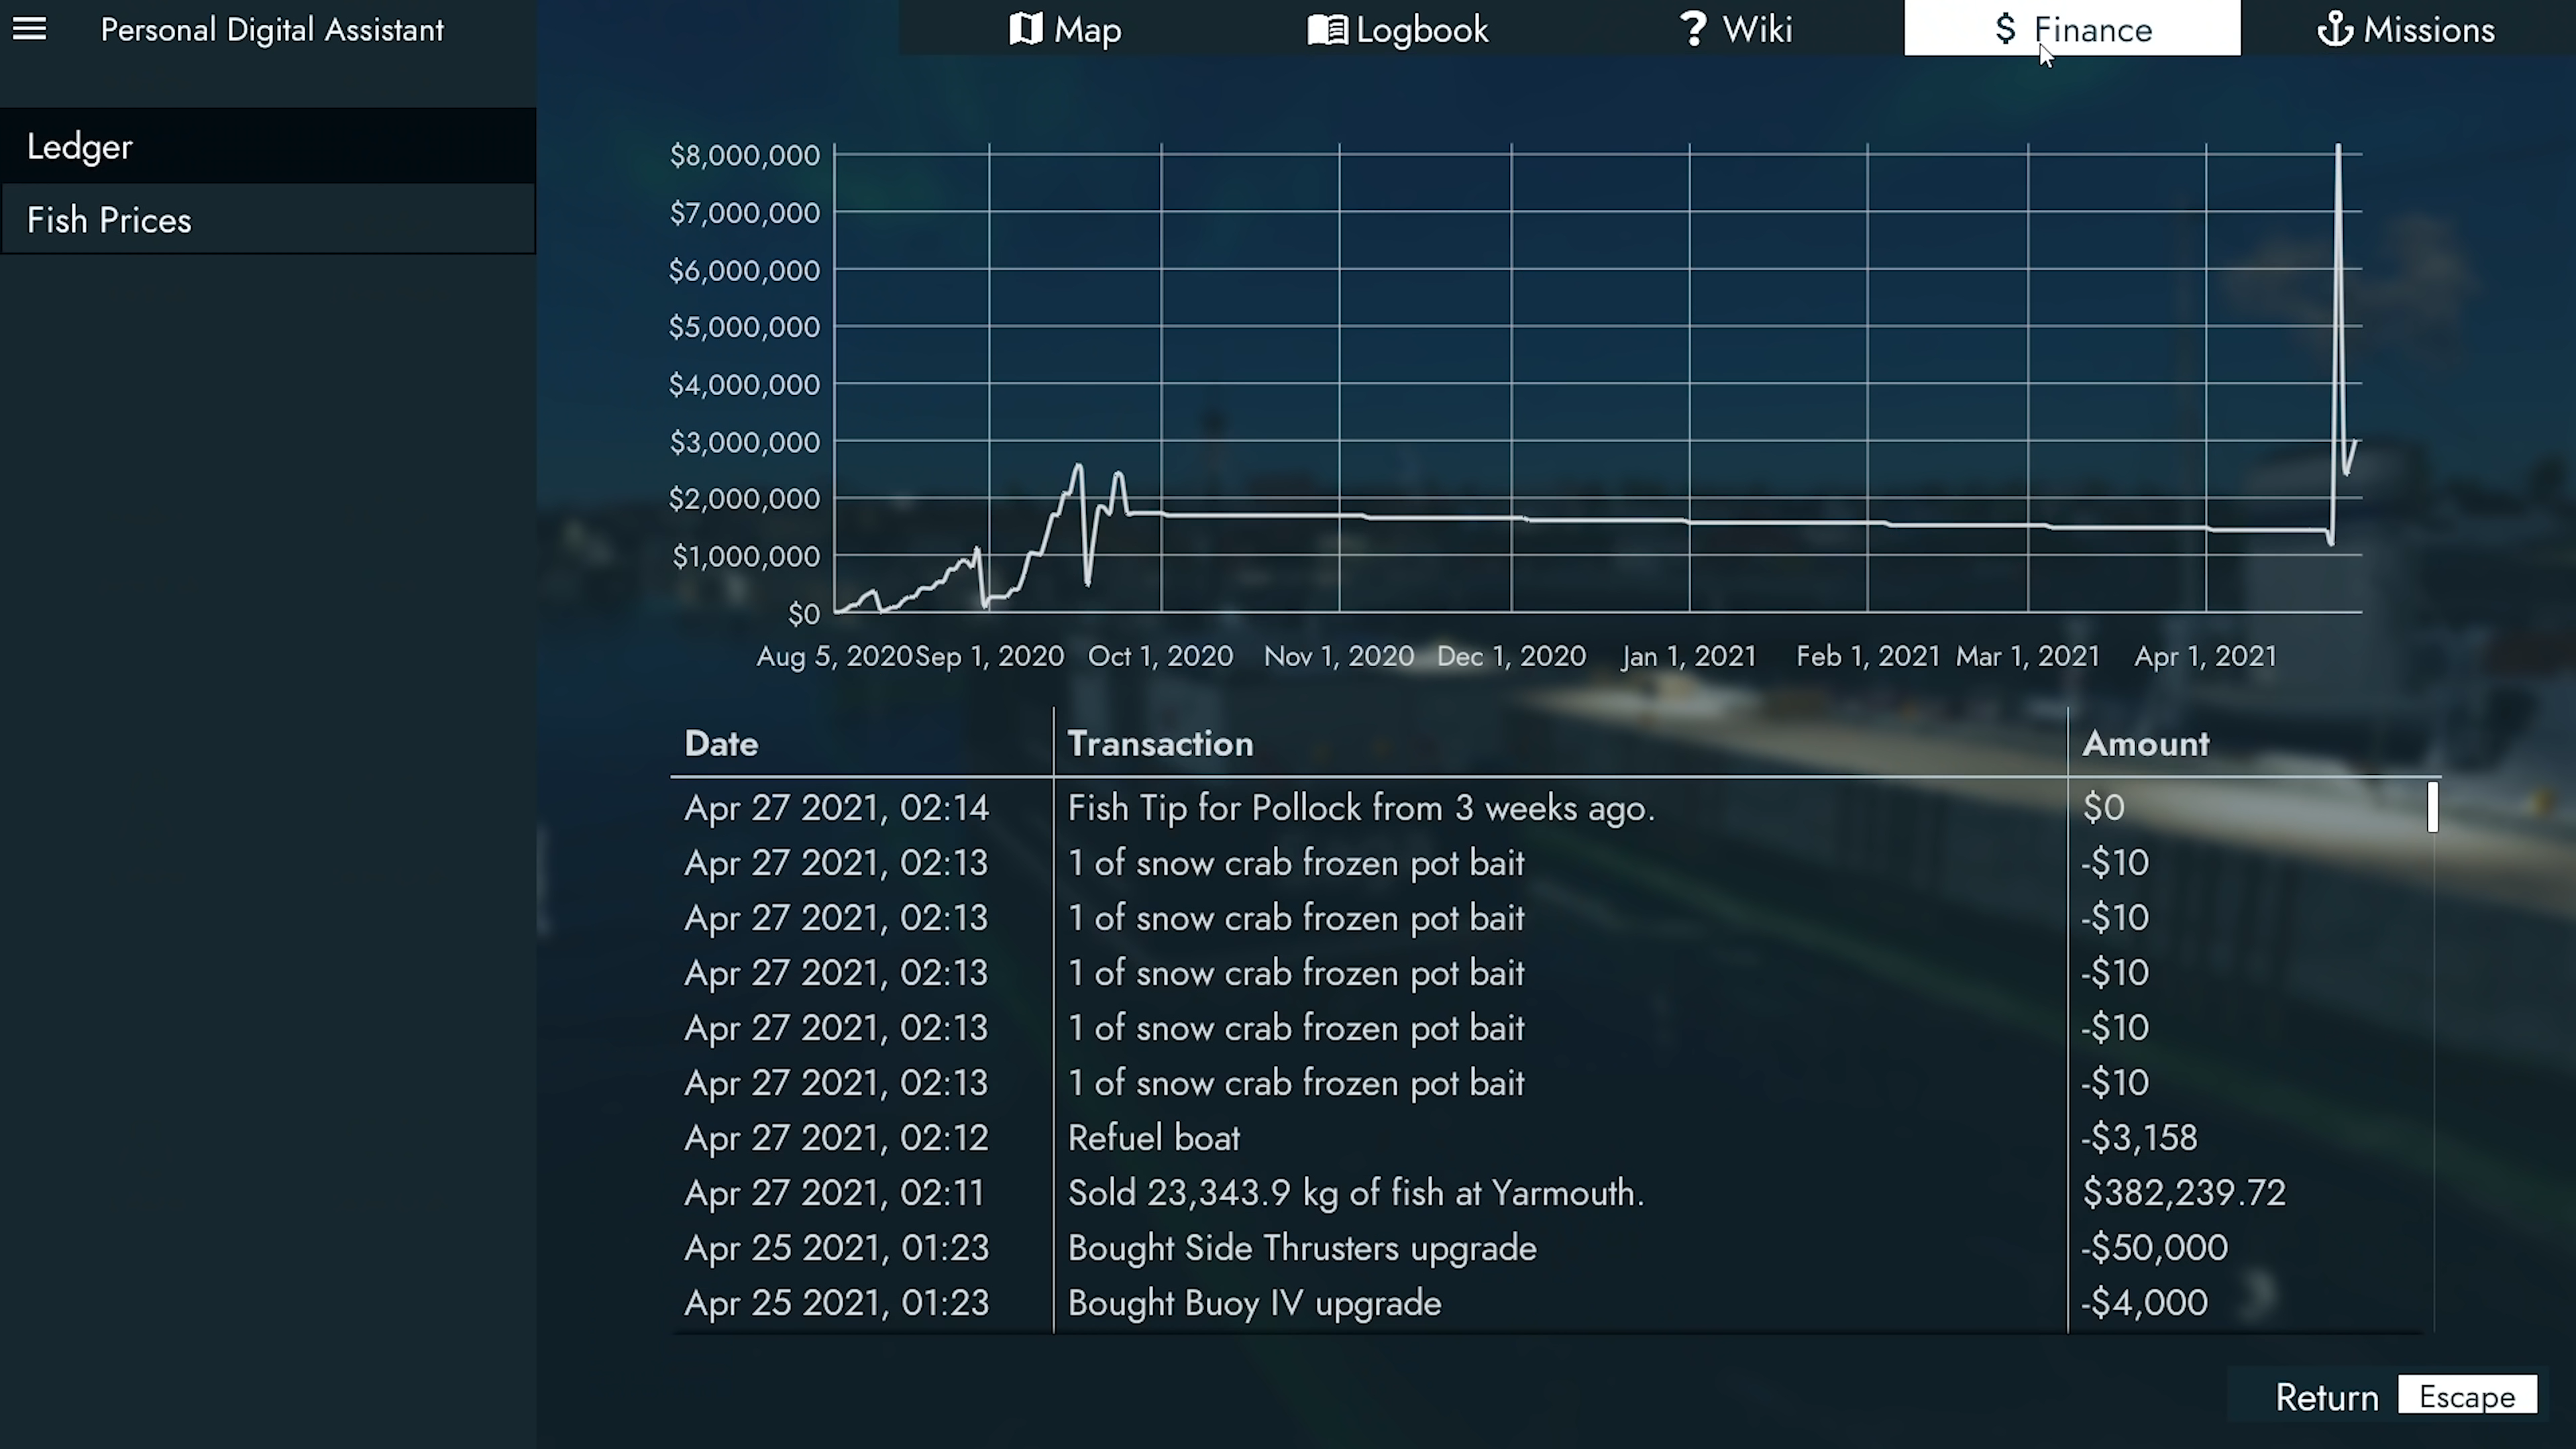 Personal Digital Assistant
Map
Logbook
? Wiki
$ Finance
Missions
Ledger
Fish Prices
$8,000,000
$7,000,000
$6,000,000
$5,000,000
$4,000,000
$3,000,000
$2,000,000
$1,000,000
$0
Aug 5, 2020 Sep 1, 2020 Oct 1, 2020 Nov 1, 2020 Dec 1, 2020 Jan 1, 2021 Feb 1, 2021 Mar 1, 2021 Apr 1, 2021
Date Transaction Amount
Apr 27 2021, 02:14 Fish Tip for Pollock from 3 weeks ago. $0
Apr 27 2021, 02:13 1 of snow crab frozen pot bait -$10
Apr 27 2021, 02:13 1 of snow crab frozen pot bait -$10
Apr 27 2021, 02:13 1 of snow crab frozen pot bait -$10
Apr 27 2021, 02:13 1 of snow crab frozen pot bait -$10
Apr 27 2021, 02:13 1 of snow crab frozen pot bait -$10
Apr 27 2021, 02:12 Refuel boat -$3,158
Apr 27 2021, 02:11 Sold 23,343.9 kg of fish at Yarmouth. $382,239.72
Apr 25 2021, 01:23 Bought Side Thrusters upgrade -$50,000
Apr 25 2021, 01:23 Bought Buoy IV upgrade -$4,000
Return Escape